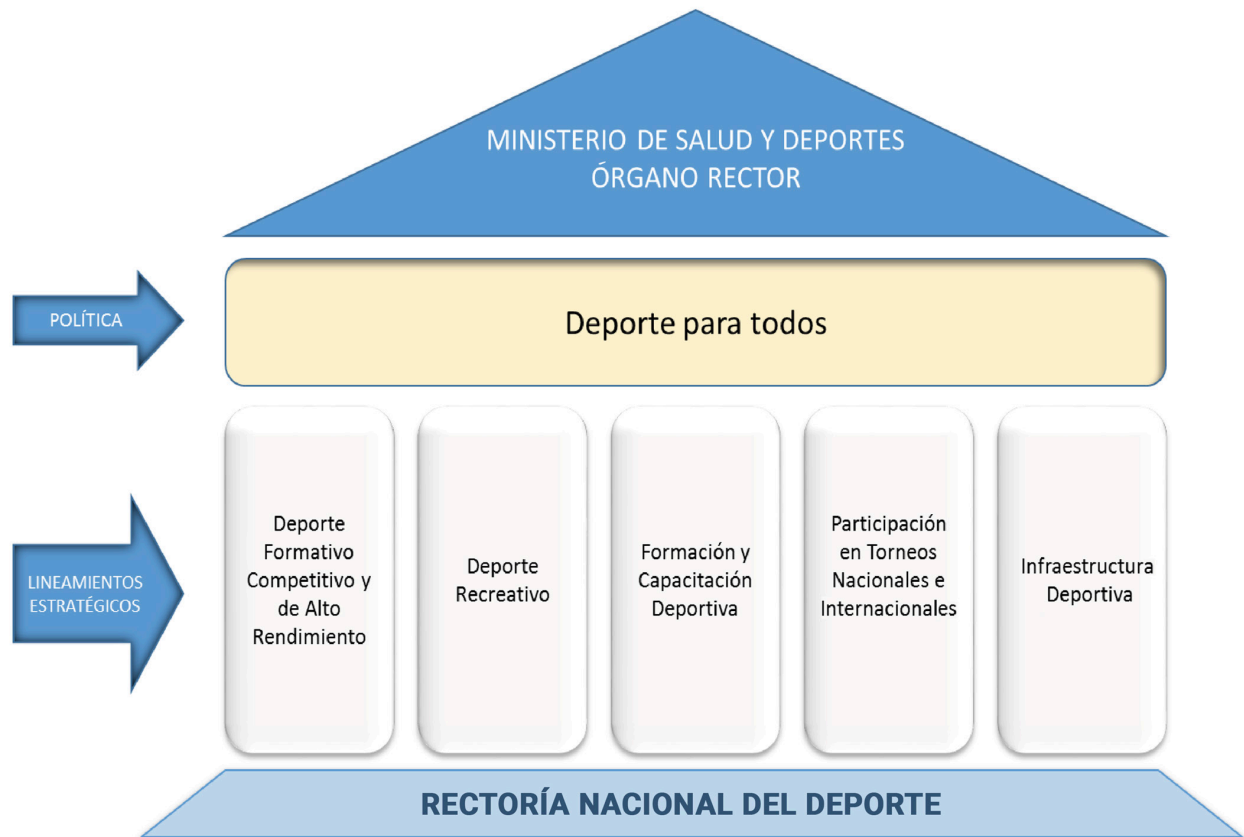 MINISTERIO DE SALUD Y DEPORTES
ÓRGANO RECTOR
POLÍTICA
Deporte para todos
LINEAMIENTOS
ESTRATÉGICOS
Deporte
Formativo
Competitivo y
de Alto
Rendimiento
Deporte
Recreativo
Formación y
Capacitación
Deportiva
Participación
en Torneos
Nacionales e
Internacionales
Infraestructura
Deportiva
RECTORÍA NACIONAL DEL DEPORTE